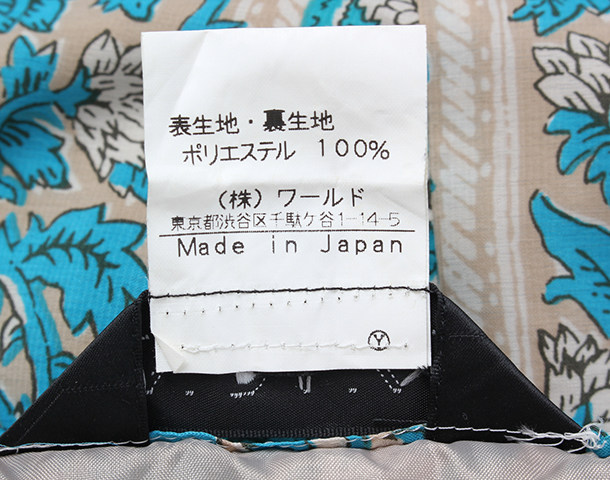 表生地・裏生地
ポリエステル 100%
(株) ワールド
東京都渋谷区千駄ケ谷1-14-5
Made in Japan
Ⓨ